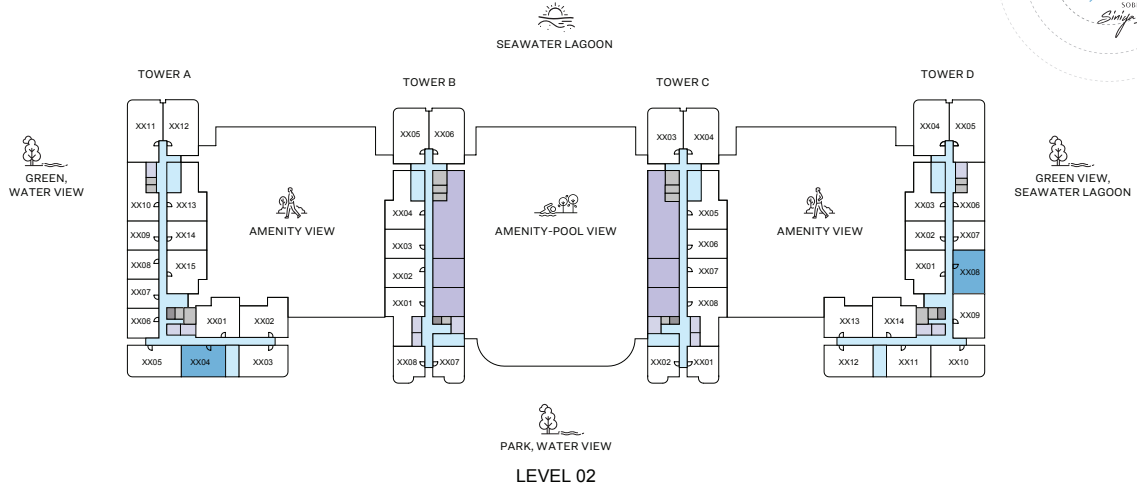 SOB
Siniya
SEAWATER LAGOON
TOWER A
TOWER B
TOWER C
TOWER D
XX11
XX12
XX05
XX06
XX03
XX04
XX04
XX05
GREEN,
WATER VIEW
GREEN VIEW,
SEAWATER LAGOON
XX10
XX13
XX09
XX14
XX08
XX15
XX07
XX06
XX01
XX02
XX05
XX04
XX03
AMENITY VIEW
XX04
XX03
XX02
XX01
XX08
XX07
AMENITY-POOL VIEW
XX05
XX06
XX07
XX08
XX02
XX01
AMENITY VIEW
XX03
XX06
XX02
XX07
XX01
XX08
XX09
XX13
XX14
XX12
XX11
XX10
PARK, WATER VIEW
LEVEL 02